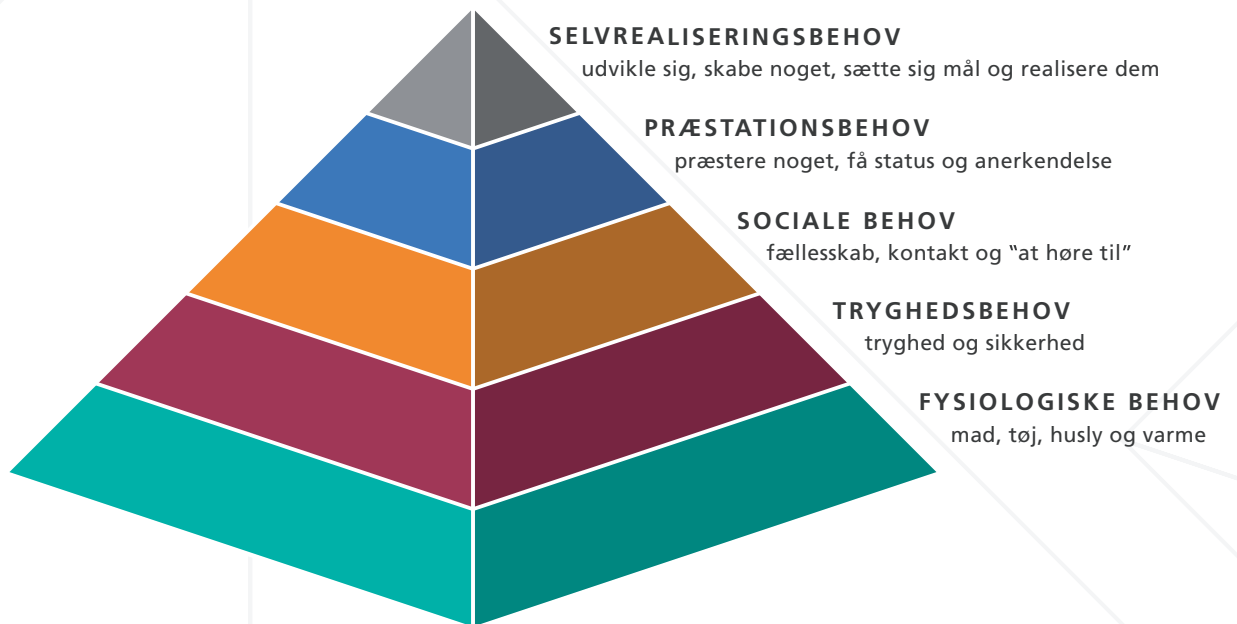 SELVREALISERINGSBEHOV
udvikle sig, skabe noget, sætte sig mål og realisere dem
PRÆSTATIONSBEHOV
præstere noget, få status og anerkendelse
SOCIALE BEHOV
fællesskab, kontakt og “at høre til”
TRYGHEDSBEHOV
tryghed og sikkerhed
FYSIOLOGISKE BEHOV
mad, tøj, husly og varme